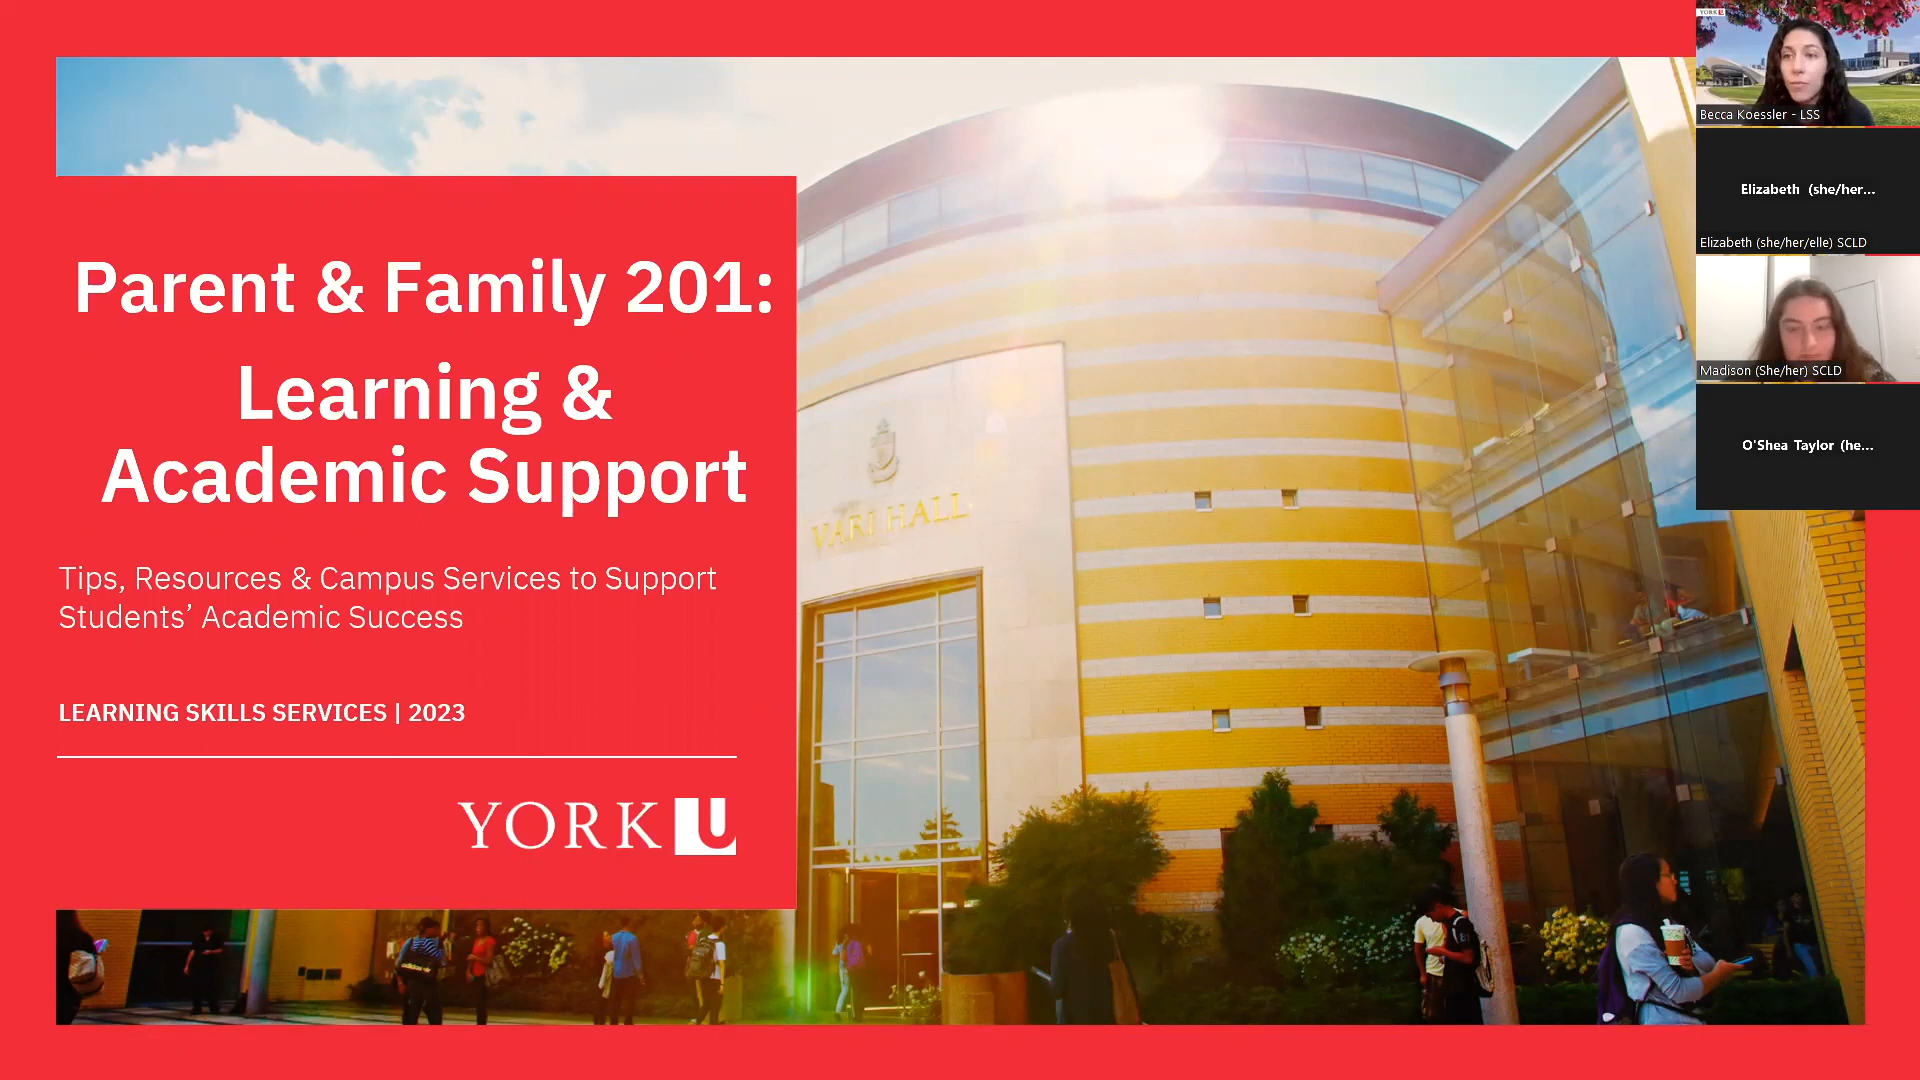 Parent & Family 201:
Learning &
Academic Support
Tips, Resources & Campus Services to Support
Students’ Academic Success
LEARNING SKILLS SERVICES | 2023
YORK U
VARI HALL
YORK U
Becca Koessler - LSS
Elizabeth (she/her...
Elizabeth (she/her/elle) SCLD
Madison (She/her) SCLD
O'Shea Taylor (he...